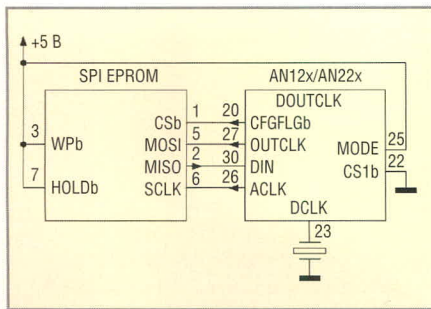 +5 В
SPI EPROM
AN12x/AN22x
3
WPb
7
HOLDb
CSb
1
MOSI
5
MISO
2
SCLK
6
DOUTCLK
20
CFGFLGb
27
OUTCLK
30
DIN
26
ACLK
MODE
25
CS1b
22
DCLK
23